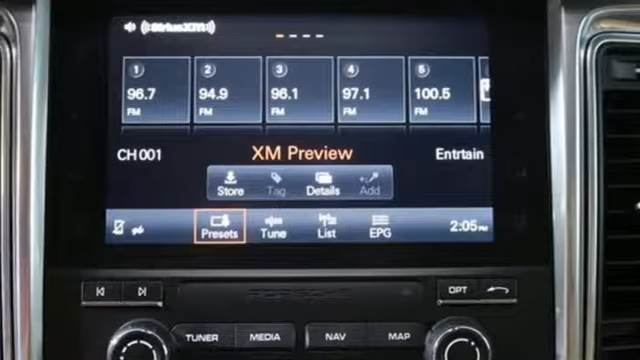 ((SiriusXM))
1 2 3 4 5
96.7 94.9 96.1 97.1 100.5
FM FM FM FM FM
CH 001 XM Preview Entrtain
Store Tag Details Add
Presets Tune List EPG 2:05 PM
PORSCHE OPT
TUNER MEDIA NAV MAP